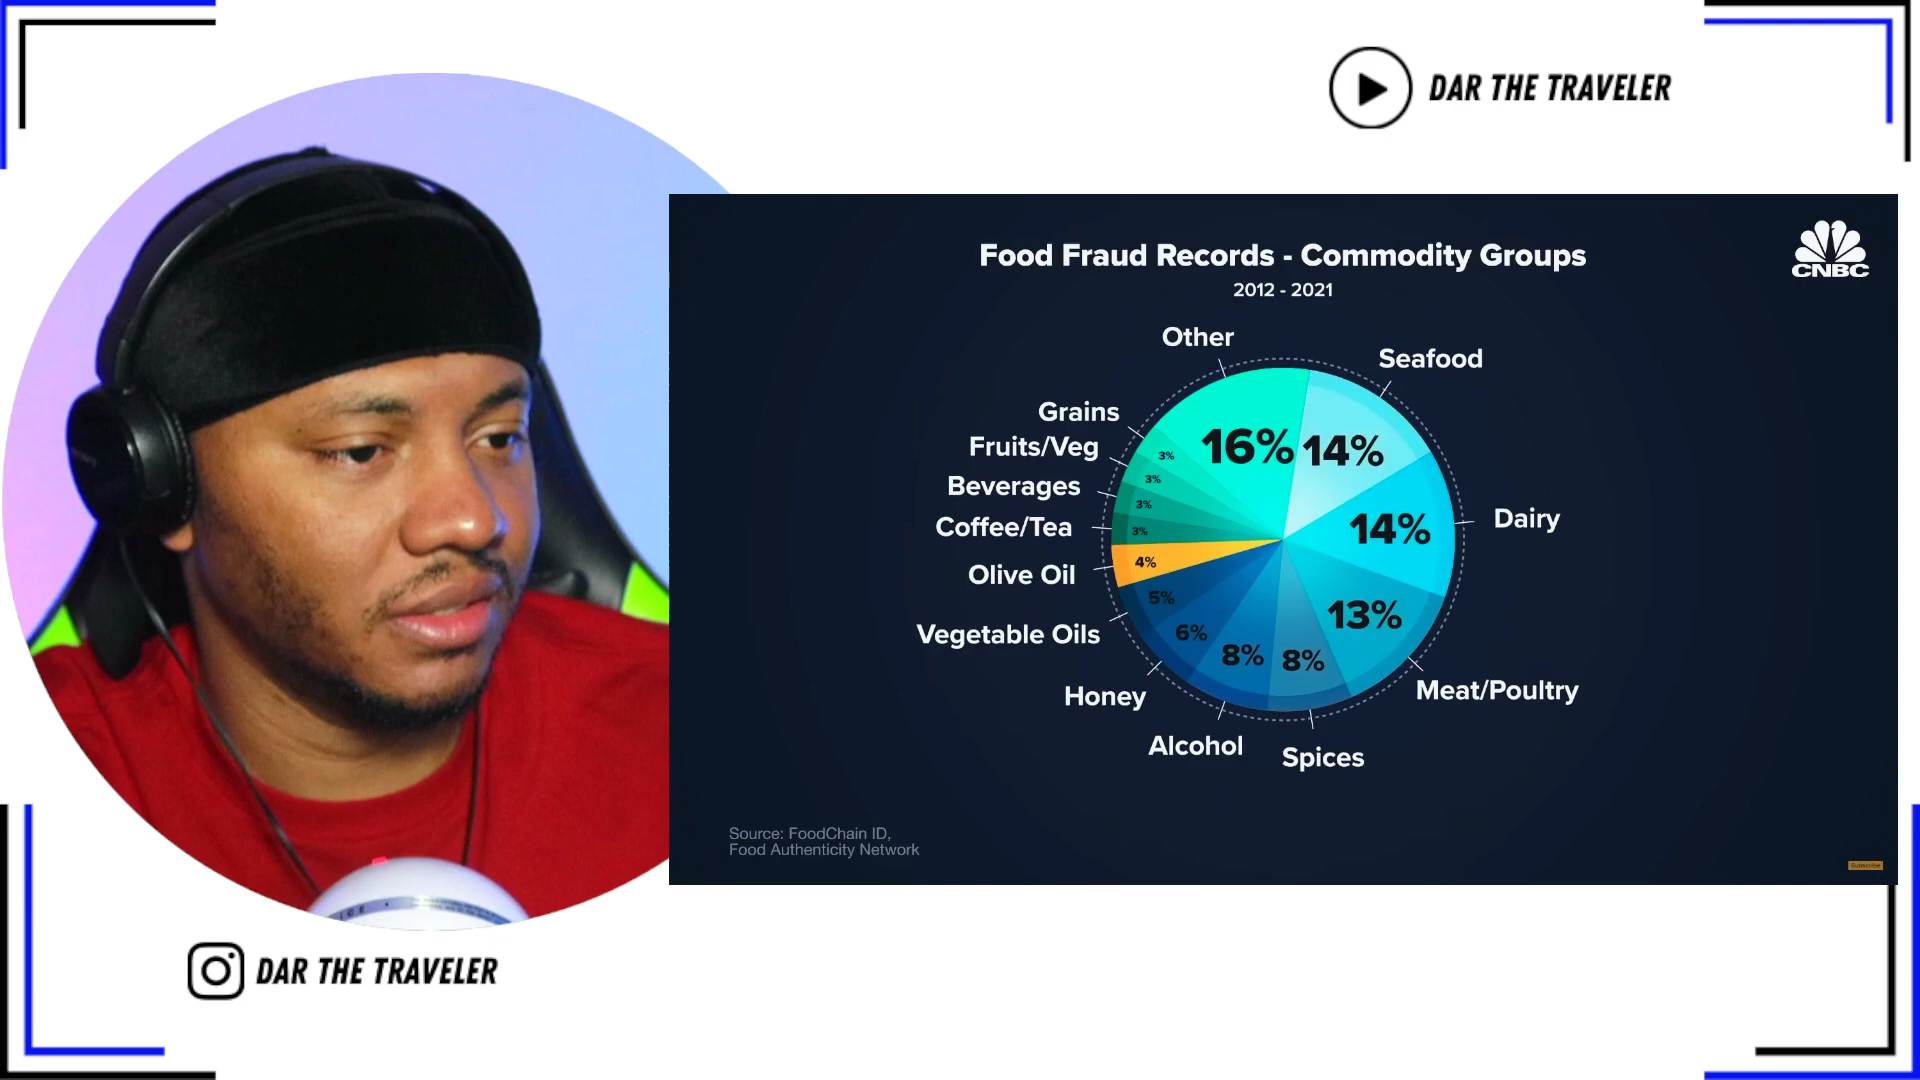 DAR THE TRAVELER
CNBC
Food Fraud Records - Commodity Groups
2012 - 2021
Other
Seafood
Grains
Fruits/Veg
Beverages
Coffee/Tea
Olive Oil
Vegetable Oils
Honey
Alcohol
Spices
Meat/Poultry
Dairy
16%
14%
14%
13%
8%
8%
6%
5%
4%
3%
3%
3%
3%
Source: FoodChain ID,
Food Authenticity Network
Subscribe
DAR THE TRAVELER